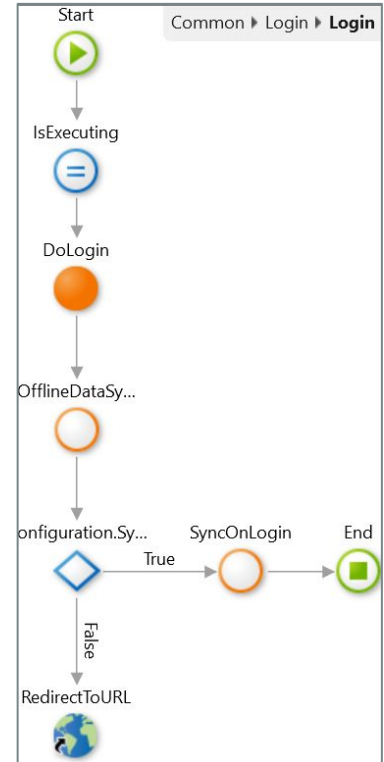 Start
Common Login Login
IsExecuting
DoLogin
OfflineDataSy...
onfiguration.Sy...
SyncOnLogin
End
True
False
RedirectToURL